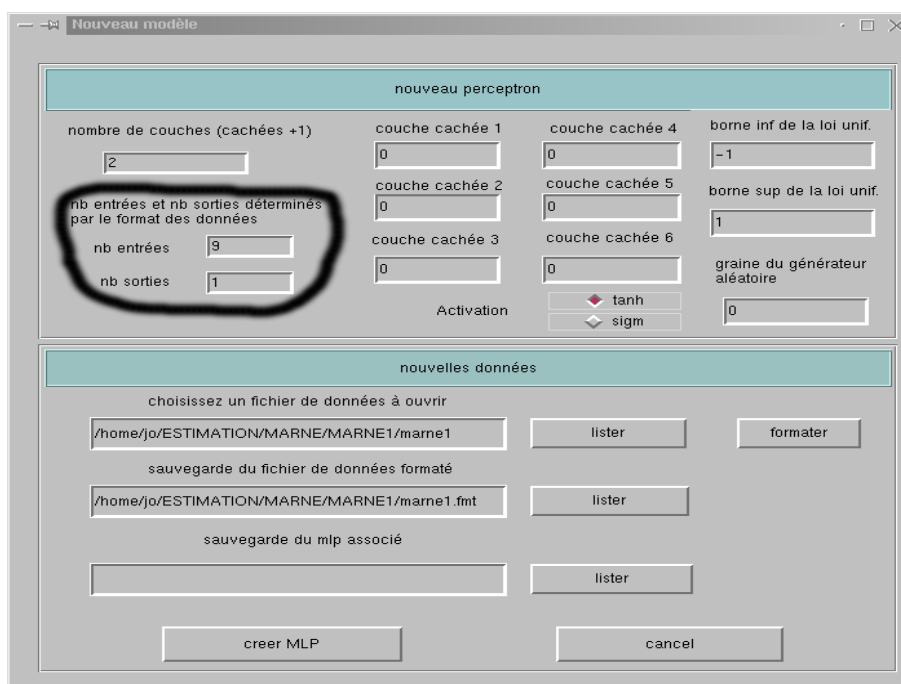 Nouveau modèle
nouveau perceptron
nombre de couches (cachées +1)
2
nb entrées et nb sorties déterminés
par le format des données
nb entrées 9
nb sorties 1
couche cachée 1
0
couche cachée 2
0
couche cachée 3
0
couche cachée 4
0
couche cachée 5
0
couche cachée 6
0
Activation
tanh
sigm
borne inf de la loi unif.
-1
borne sup de la loi unif.
1
graine du générateur
aléatoire
0
nouvelles données
choisissez un fichier de données à ouvrir
/home/jo/ESTIMATION/MARNE/MARNE1/marne1 lister formater
sauvegarde du fichier de données formaté
/home/jo/ESTIMATION/MARNE/MARNE1/marne1.fmt lister
sauvegarde du mlp associé
lister
creer MLP cancel